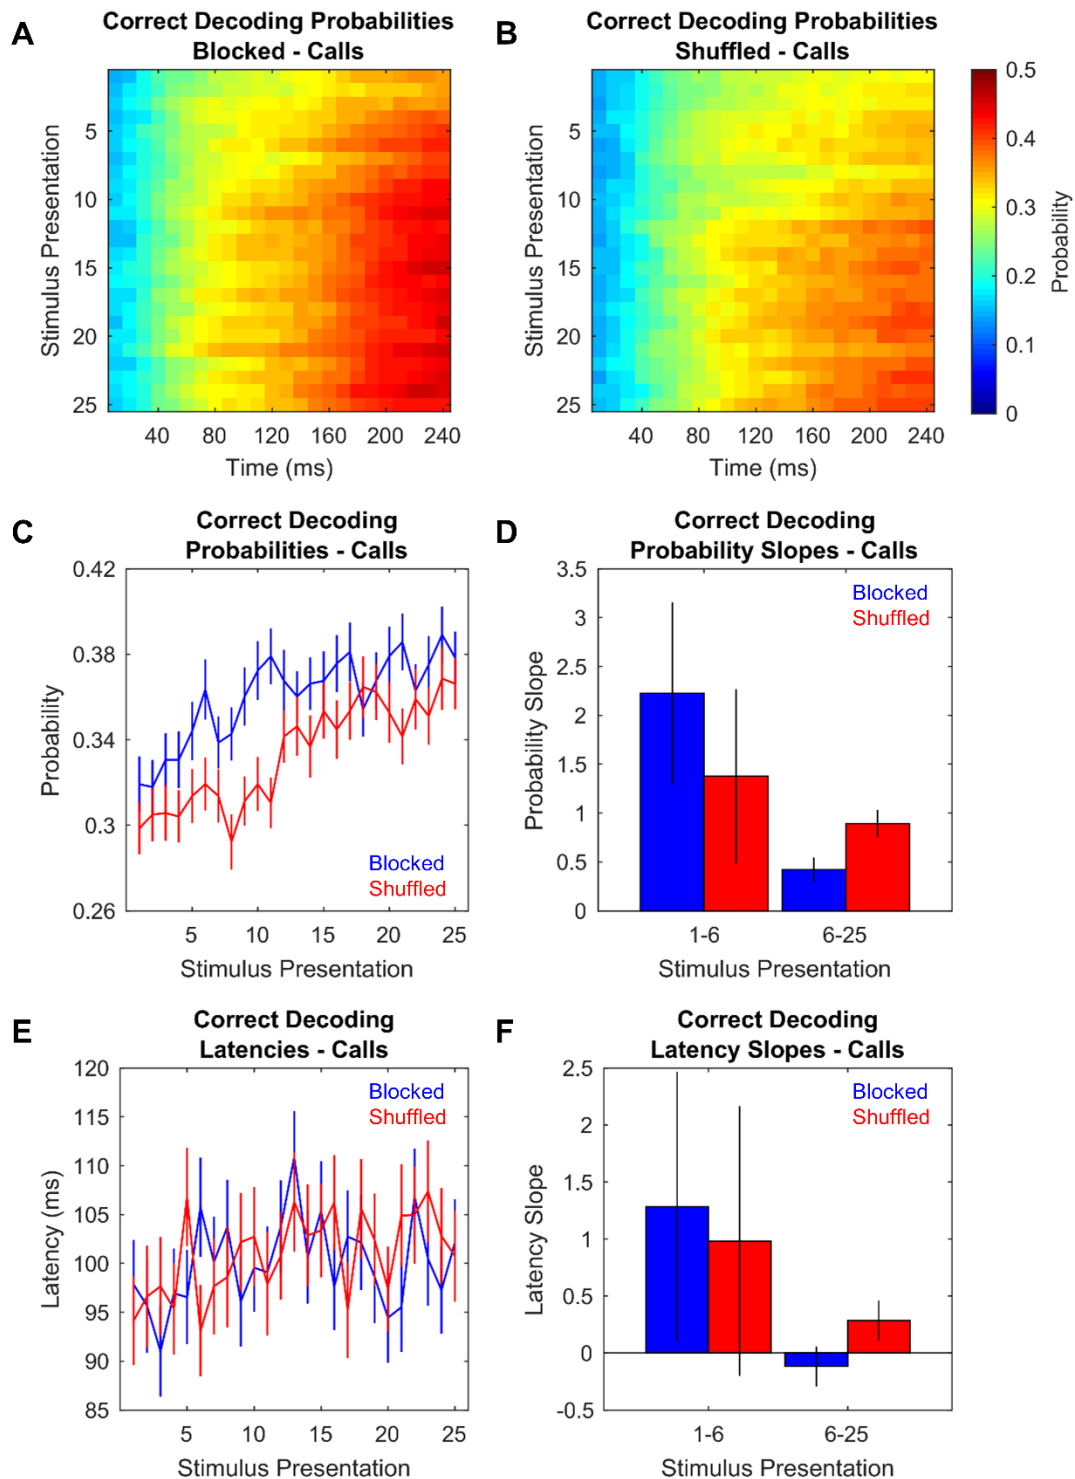 A
Correct Decoding Probabilities
Blocked - Calls
Stimulus Presentation
5
10
15
20
25
40 80 120 160 200 240
Time (ms)
B
Correct Decoding Probabilities
Shuffled - Calls
Stimulus Presentation
5
10
15
20
25
40 80 120 160 200 240
Time (ms)
0.5
0.4
0.3
0.2
0.1
0
Probability
C
Correct Decoding
Probabilities - Calls
Probability
0.42
0.38
0.34
0.3
0.26
Blocked
Shuffled
5 10 15 20 25
Stimulus Presentation
D
Correct Decoding
Probability Slopes - Calls
Probability Slope
3.5
3
2.5
2
1.5
1
0.5
0
Blocked
Shuffled
1-6 6-25
Stimulus Presentation
E
Correct Decoding
Latencies - Calls
Latency (ms)
120
115
110
105
100
95
90
85
Blocked
Shuffled
5 10 15 20 25
Stimulus Presentation
F
Correct Decoding
Latency Slopes - Calls
Latency Slope
2.5
2
1.5
1
0.5
0
-0.5
Blocked
Shuffled
1-6 6-25
Stimulus Presentation